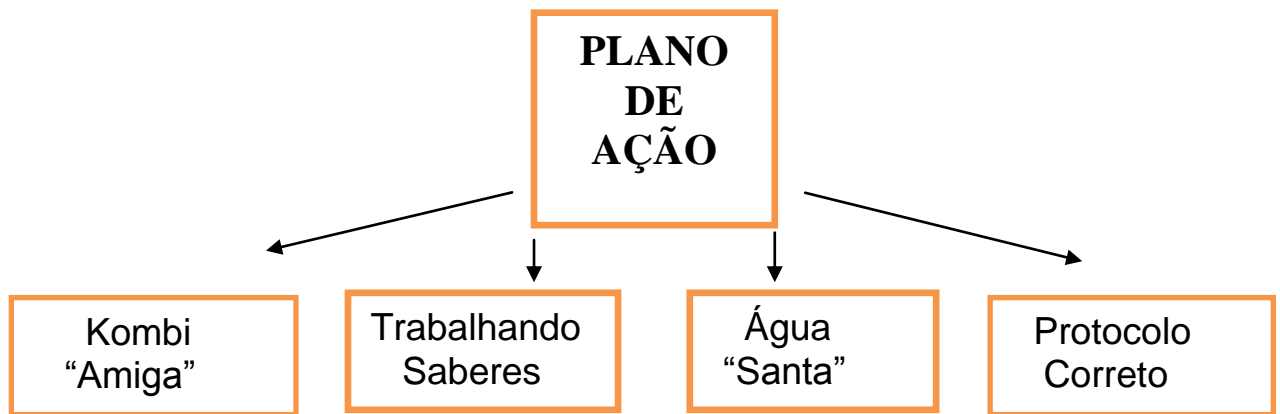 PLANO
DE
AÇÃO
Kombi
“Amiga”
Trabalhando
Saberes
Água
“Santa”
Protocolo
Correto